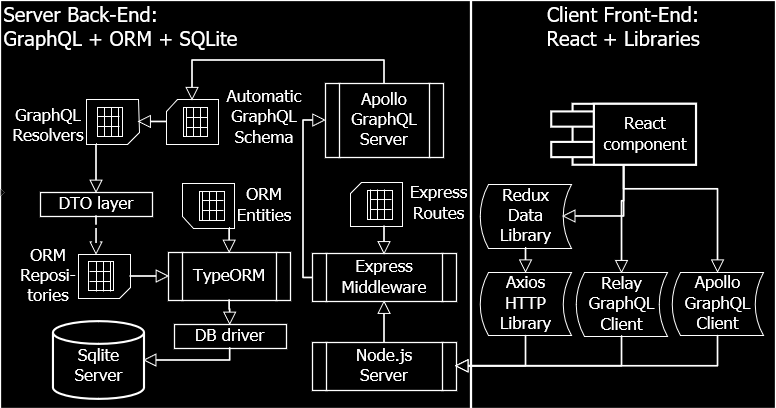 Server Back-End:
GraphQL + ORM + SQLite
Client Front-End:
React + Libraries
GraphQL
Resolvers
Automatic
GraphQL
Schema
Apollo
GraphQL
Server
React
component
DTO layer
ORM
Entities
Express
Routes
Redux
Data
Library
ORM
Reposi-
tories
TypeORM
Express
Middleware
Axios
HTTP
Library
Relay
GraphQL
Client
Apollo
GraphQL
Client
DB driver
Sqlite
Server
Node.js
Server